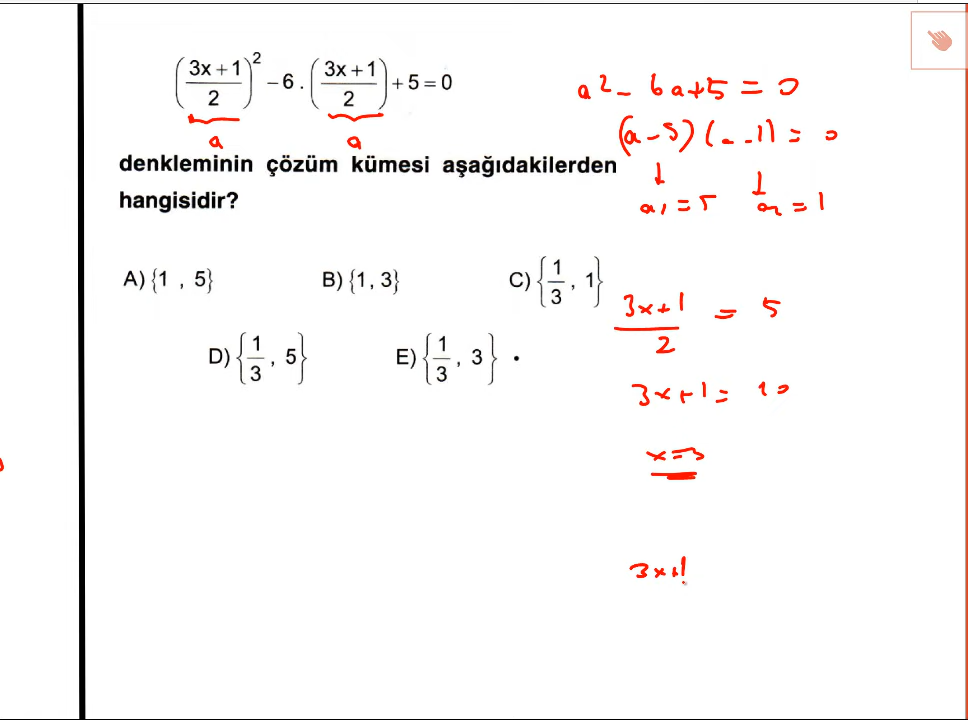 ((3x+1)/2)² − 6 . ((3x+1)/2) + 5 = 0
a a
denkleminin çözüm kümesi aşağıdakilerden
hangisidir?
A) {1 , 5} B) {1, 3} C) {1/3 , 1}
D) {1/3 , 5} E) {1/3 , 3}
a² - 6a+5 = 0
(a-5) (a-1) = 0
a₁ = 5 a₂ = 1
(3x+1)/2 = 5
3x+1 = 10
x=3
3x+1